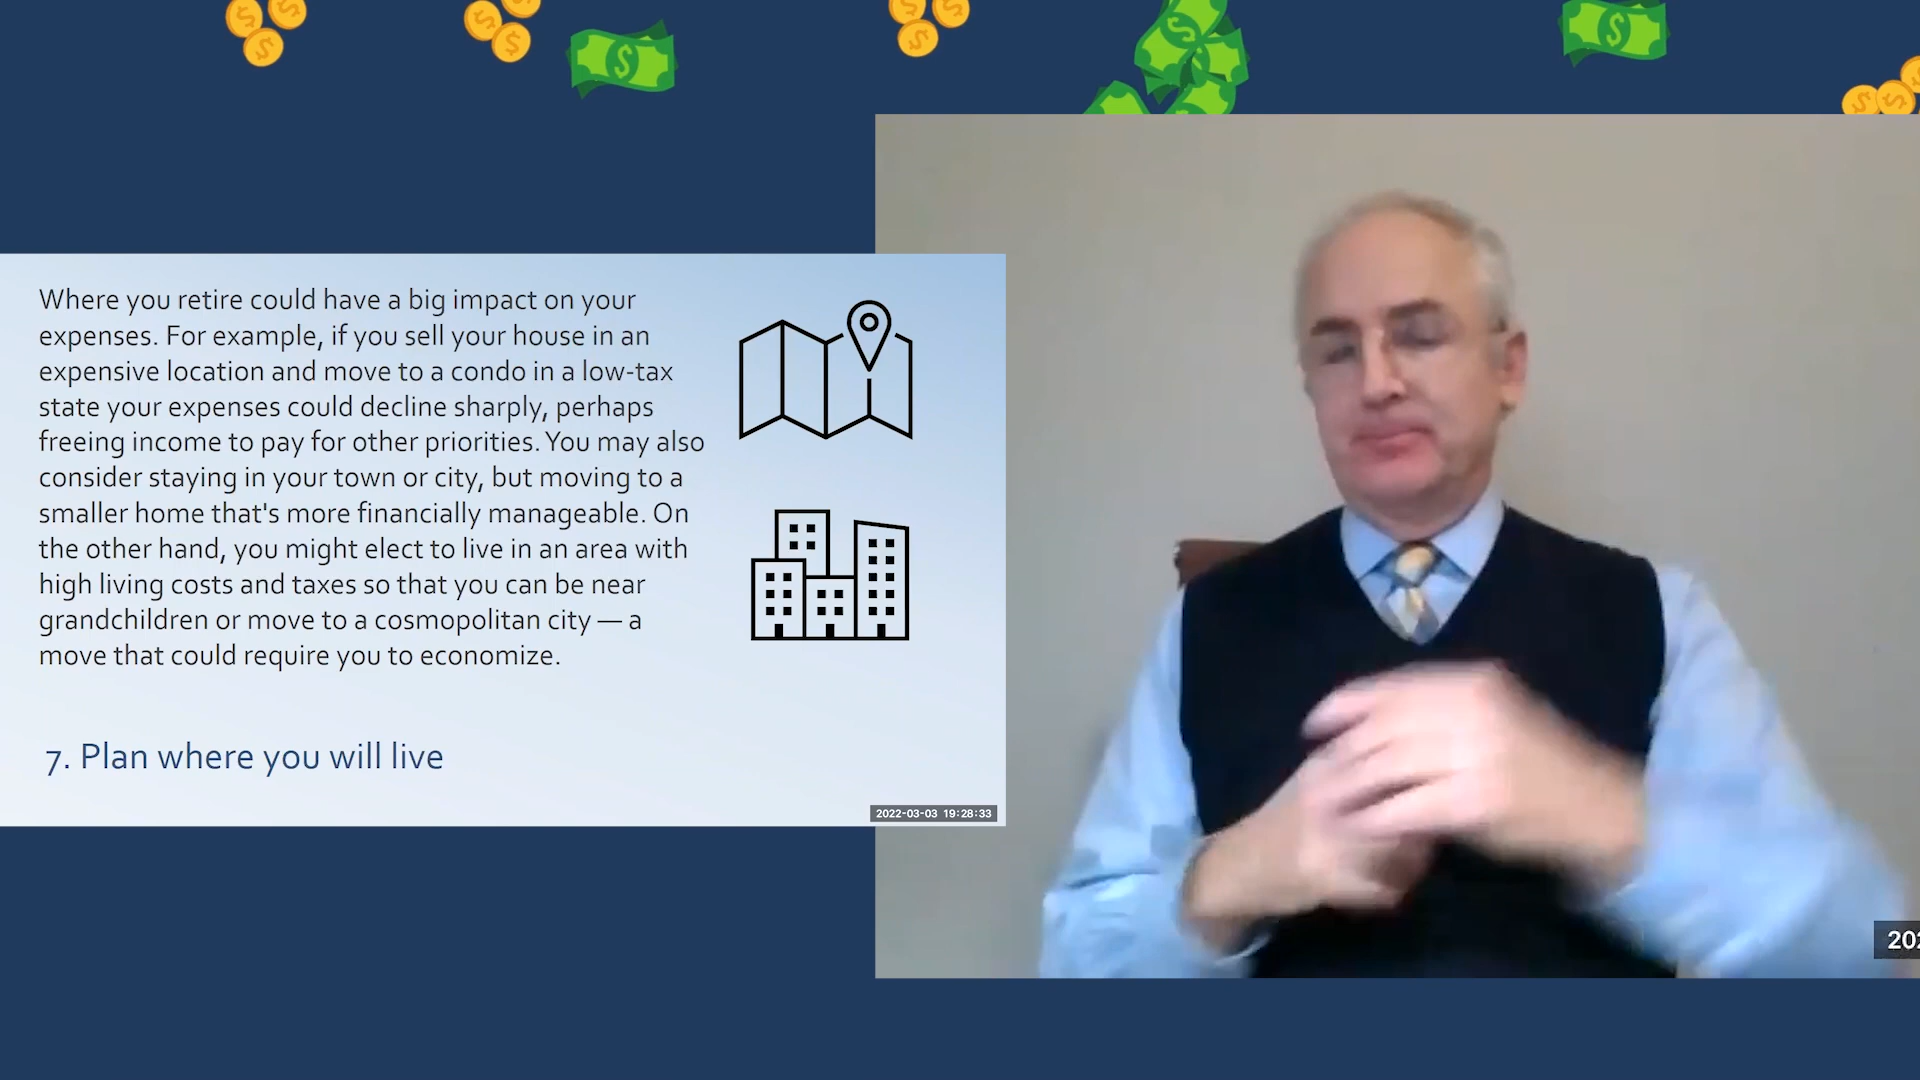 Where you retire could have a big impact on your
expenses. For example, if you sell your house in an
expensive location and move to a condo in a low-tax
state your expenses could decline sharply, perhaps
freeing income to pay for other priorities. You may also
consider staying in your town or city, but moving to a
smaller home that's more financially manageable. On
the other hand, you might elect to live in an area with
high living costs and taxes so that you can be near
grandchildren or move to a cosmopolitan city — a
move that could require you to economize.
7. Plan where you will live
2022-03-03 19:28:33